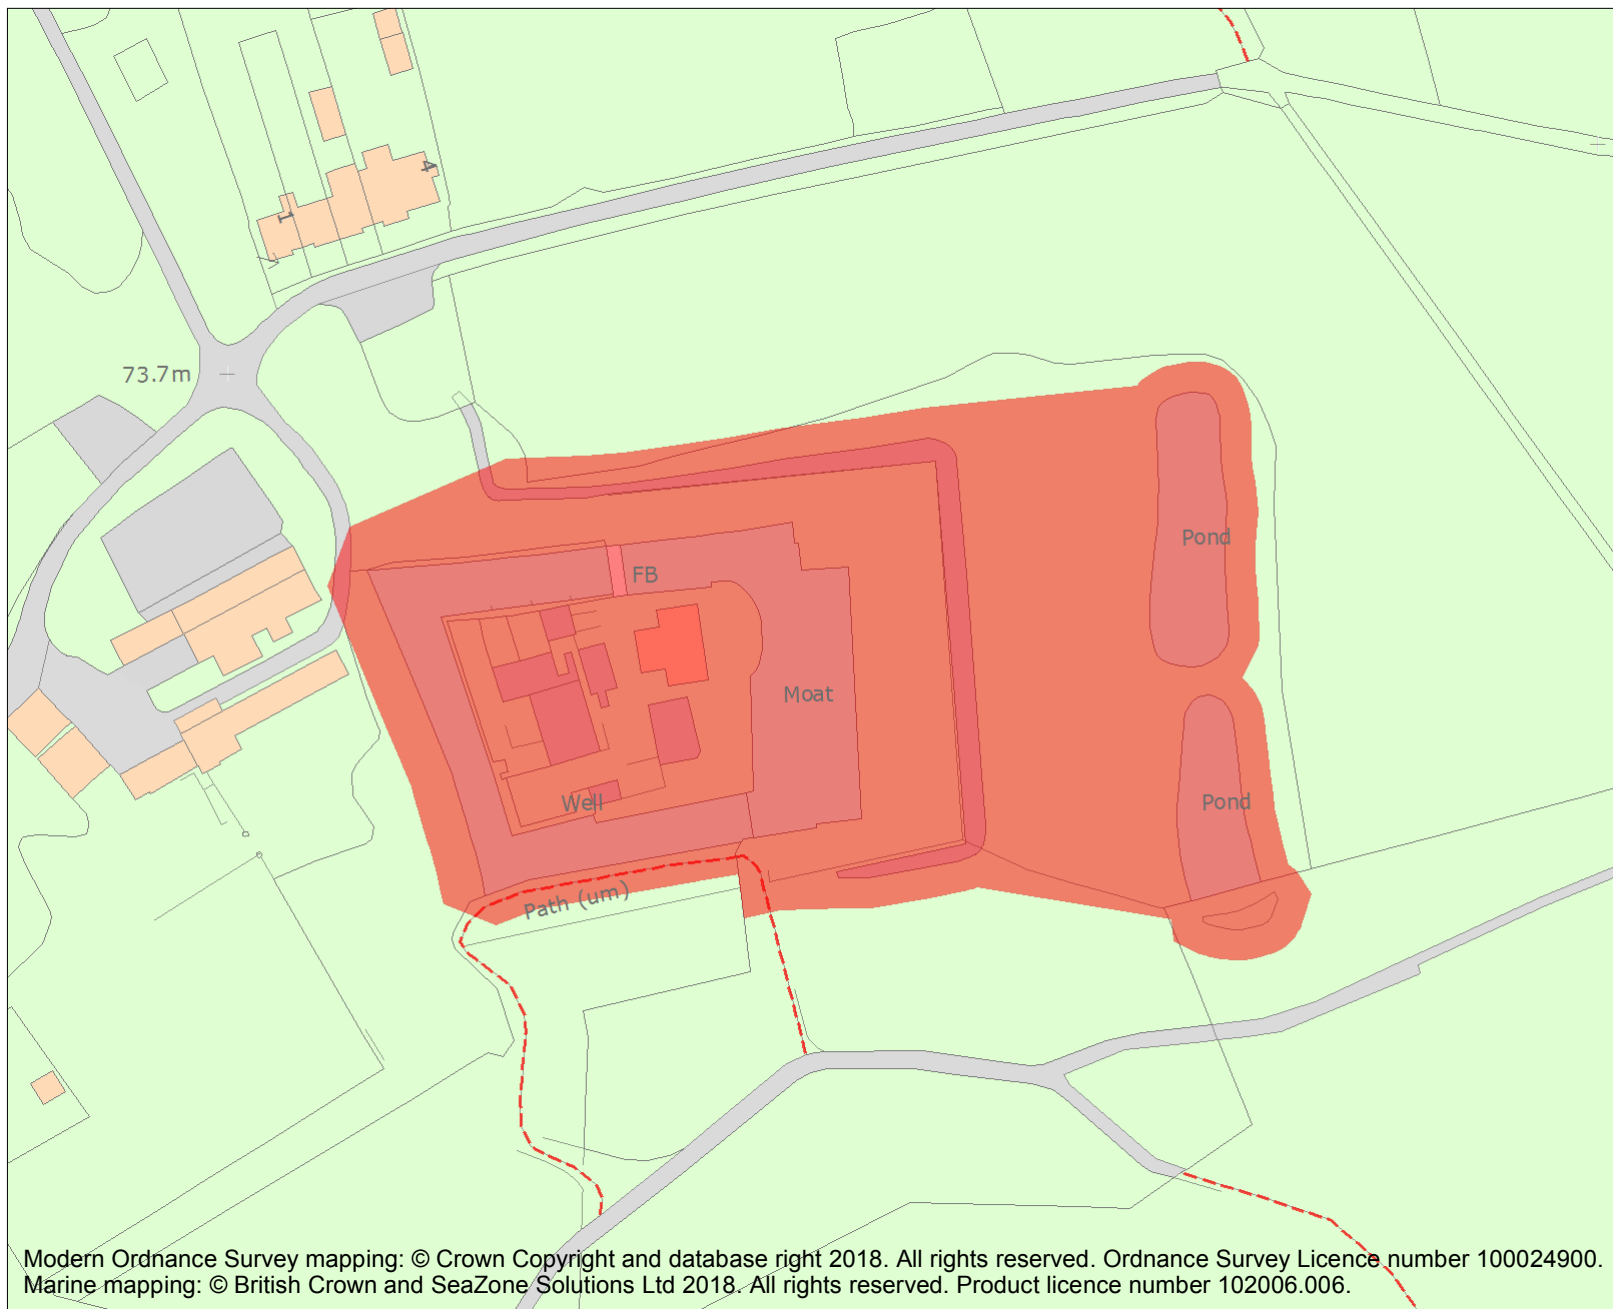 4
1
73.7m
Pond
FB
Moat
Well
Pond
Path (um)
Modern Ordnance Survey mapping: © Crown Copyright and database right 2018. All rights reserved. Ordnance Survey Licence number 100024900.
Marine mapping: © British Crown and SeaZone Solutions Ltd 2018. All rights reserved. Product licence number 102006.006.